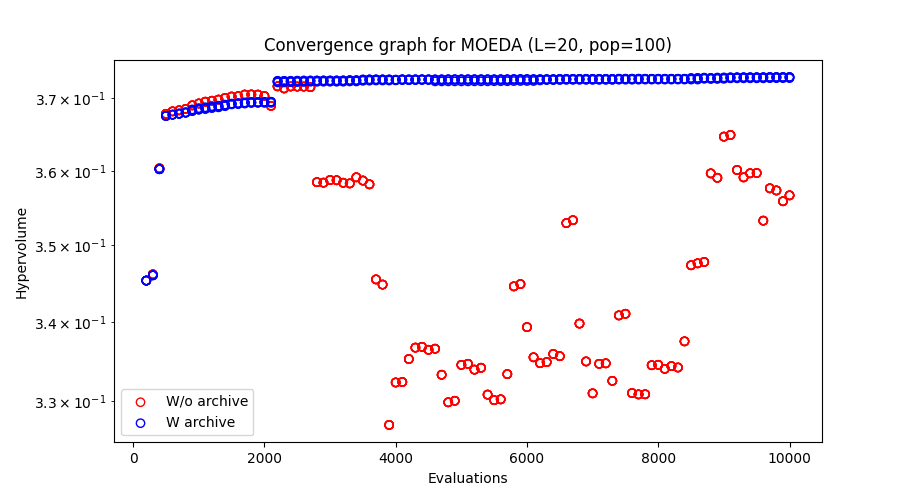 Convergence graph for MOEDA (L=20, pop=100)
Hypervolume
3.7 × 10⁻¹
3.6 × 10⁻¹
3.5 × 10⁻¹
3.4 × 10⁻¹
3.3 × 10⁻¹
W/o archive
W archive
0 2000 4000 6000 8000 10000
Evaluations